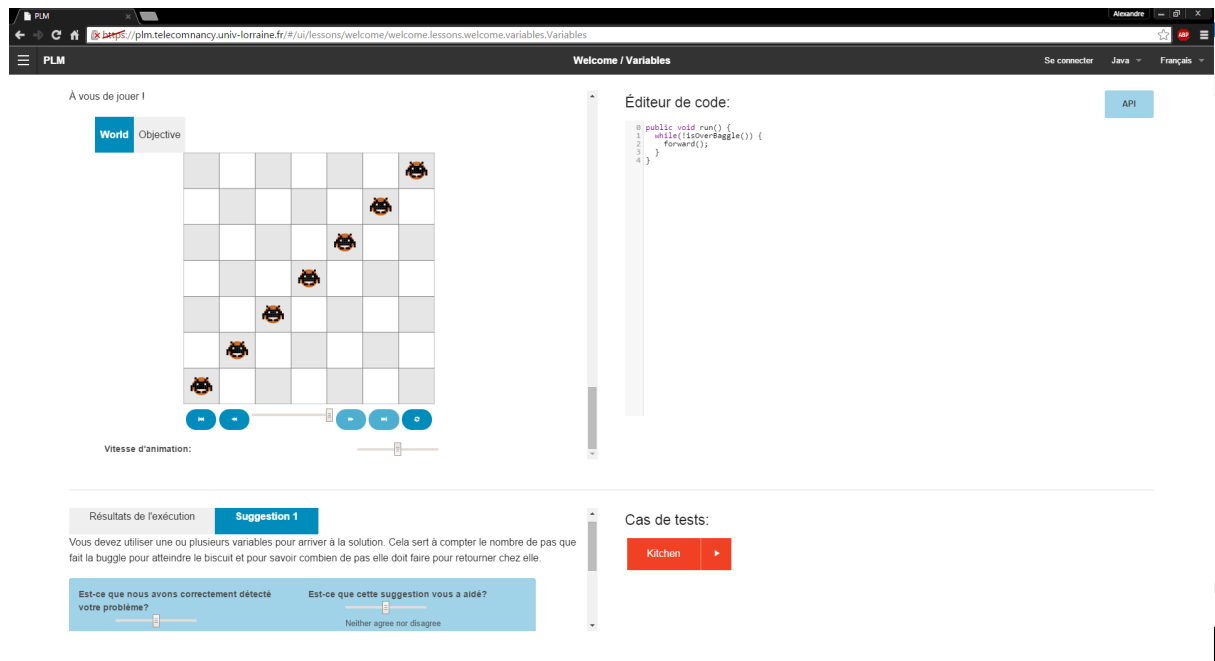 PLM
Alexandre
https://plm.telecomnancy.univ-lorraine.fr/#/ui/lessons/welcome/welcome.lessons.welcome.variables.Variables
ABP
PLM
Welcome / Variables
Se connecter
Java
Français
À vous de jouer !
World
Objective
Vitesse d'animation:
Éditeur de code:
API
0 public void run() {
1 while(!isOverBaggle()) {
2 forward();
3 }
4 }
Résultats de l'exécution
Suggestion 1
Vous devez utiliser une ou plusieurs variables pour arriver à la solution. Cela sert à compter le nombre de pas que
fait la buggle pour atteindre le biscuit et pour savoir combien de pas elle doit faire pour retourner chez elle.
Est-ce que nous avons correctement détecté
votre problème?
Est-ce que cette suggestion vous a aidé?
Neither agree nor disagree
Cas de tests:
Kitchen